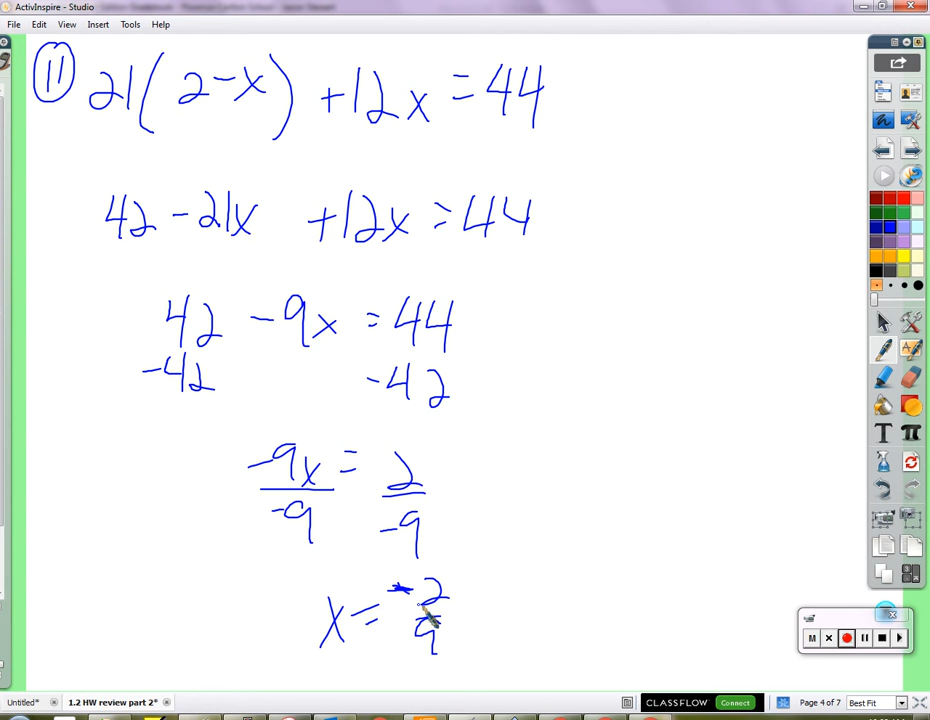 ActivInspire - Studio
File Edit View Insert Tools Help
11 21(2-x) +12x = 44
42 -21x +12x = 44
42 -9x = 44
-42 -42
-9x = 2
-9 -9
x = -2
9
M
Untitled* 1.2 HW review part 2* CLASSFLOW Connect Page 4 of 7 Best Fit